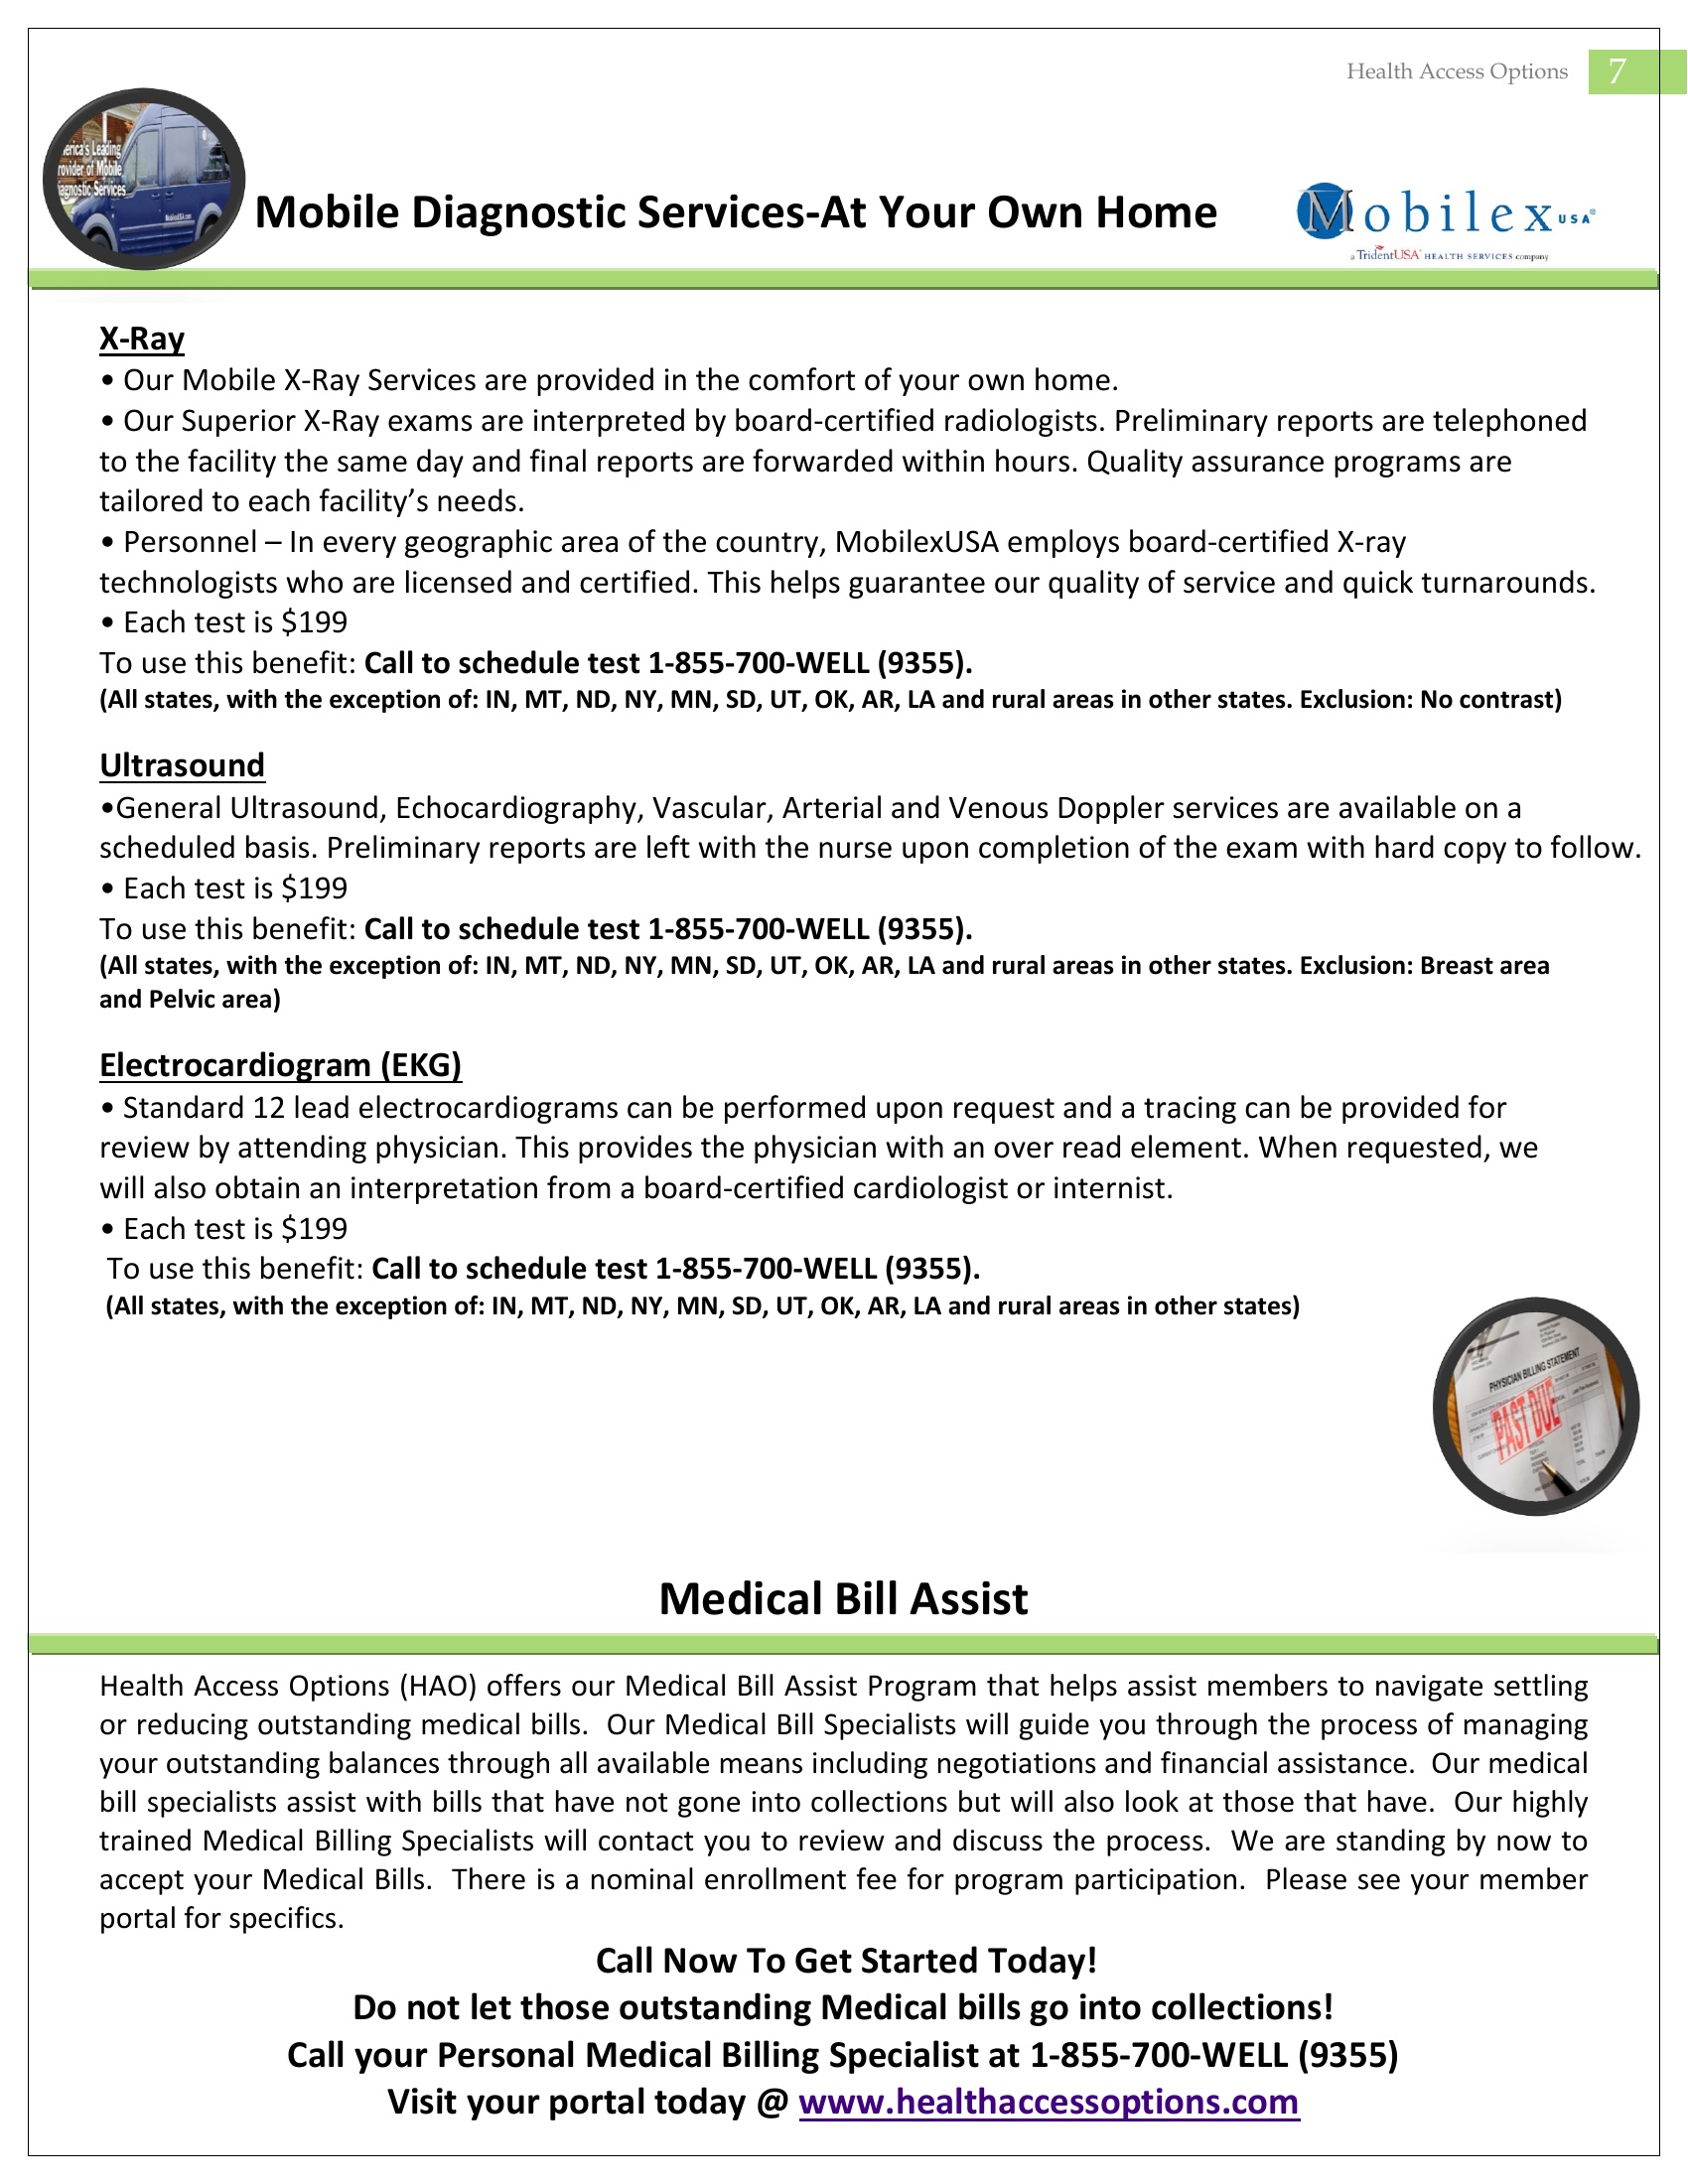 Health Access Options 7
erica's Leading
rovider of Mobile
agnostic Services
Mobile Diagnostic Services-At Your Own Home
Mobilex USA®
a TridentUSA HEALTH SERVICES company
X-Ray
• Our Mobile X-Ray Services are provided in the comfort of your own home.
• Our Superior X-Ray exams are interpreted by board-certified radiologists. Preliminary reports are telephoned
to the facility the same day and final reports are forwarded within hours. Quality assurance programs are
tailored to each facility’s needs.
• Personnel – In every geographic area of the country, MobilexUSA employs board-certified X-ray
technologists who are licensed and certified. This helps guarantee our quality of service and quick turnarounds.
• Each test is $199
To use this benefit: Call to schedule test 1-855-700-WELL (9355).
(All states, with the exception of: IN, MT, ND, NY, MN, SD, UT, OK, AR, LA and rural areas in other states. Exclusion: No contrast)
Ultrasound
•General Ultrasound, Echocardiography, Vascular, Arterial and Venous Doppler services are available on a
scheduled basis. Preliminary reports are left with the nurse upon completion of the exam with hard copy to follow.
• Each test is $199
To use this benefit: Call to schedule test 1-855-700-WELL (9355).
(All states, with the exception of: IN, MT, ND, NY, MN, SD, UT, OK, AR, LA and rural areas in other states. Exclusion: Breast area
and Pelvic area)
Electrocardiogram (EKG)
• Standard 12 lead electrocardiograms can be performed upon request and a tracing can be provided for
review by attending physician. This provides the physician with an over read element. When requested, we
will also obtain an interpretation from a board-certified cardiologist or internist.
• Each test is $199
To use this benefit: Call to schedule test 1-855-700-WELL (9355).
(All states, with the exception of: IN, MT, ND, NY, MN, SD, UT, OK, AR, LA and rural areas in other states)
PHYSICIAN BILLING STATEMENT
PAST DUE
Medical Bill Assist
Health Access Options (HAO) offers our Medical Bill Assist Program that helps assist members to navigate settling
or reducing outstanding medical bills. Our Medical Bill Specialists will guide you through the process of managing
your outstanding balances through all available means including negotiations and financial assistance. Our medical
bill specialists assist with bills that have not gone into collections but will also look at those that have. Our highly
trained Medical Billing Specialists will contact you to review and discuss the process. We are standing by now to
accept your Medical Bills. There is a nominal enrollment fee for program participation. Please see your member
portal for specifics.
Call Now To Get Started Today!
Do not let those outstanding Medical bills go into collections!
Call your Personal Medical Billing Specialist at 1-855-700-WELL (9355)
Visit your portal today @ www.healthaccessoptions.com